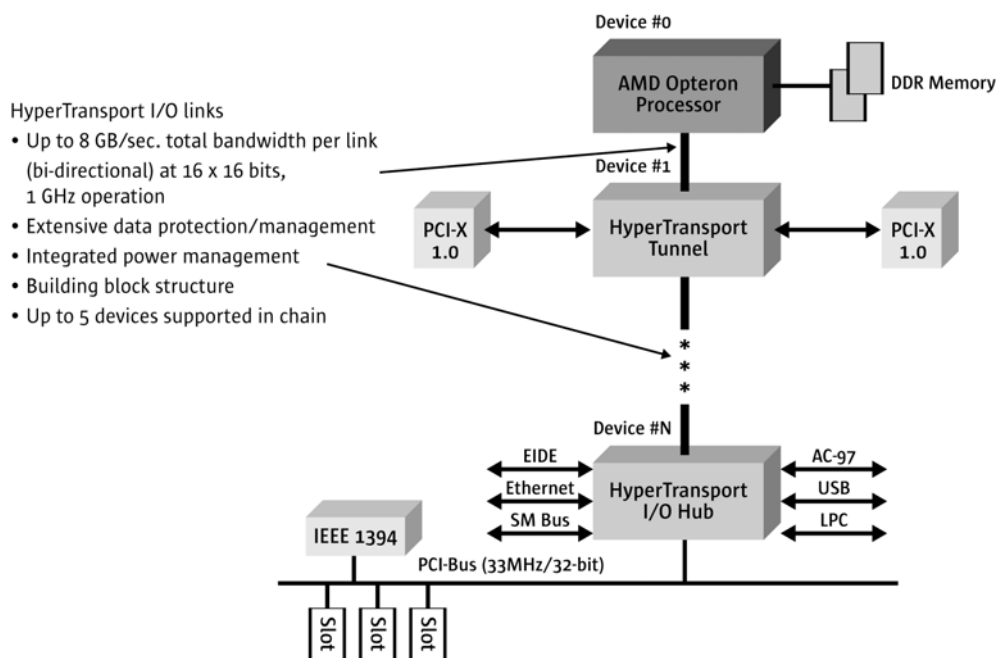 Device #0
AMD Opteron
Processor
DDR Memory
HyperTransport I/O links
• Up to 8 GB/sec. total bandwidth per link
(bi-directional) at 16 x 16 bits,
1 GHz operation
• Extensive data protection/management
• Integrated power management
• Building block structure
• Up to 5 devices supported in chain
Device #1
PCI-X
1.0
HyperTransport
Tunnel
PCI-X
1.0
* * *
Device #N
EIDE
Ethernet
SM Bus
HyperTransport
I/O Hub
AC-97
USB
LPC
IEEE 1394
PCI-Bus (33MHz/32-bit)
Slot
Slot
Slot